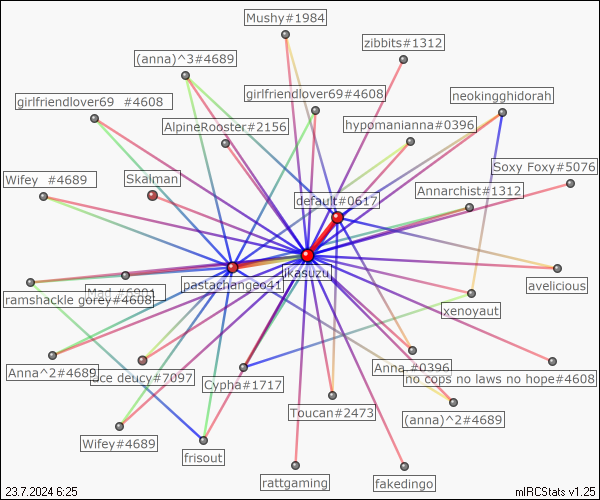 Mushy#1984
zibbits#1312
(anna)^3#4689
girlfriendlover69#4608
neokingghidorah
girlfriendlover69 #4608
AlpineRooster#2156
hypomanianna#0396
Soxy Foxy#5076
Wifey #4689
Skalman
Annarchist#1312
default#0617
ikasuzu
pastachangeo41
avelicious
ramshackle gorey#4608
xenoyaut
Anna^2#4689
ace deucy#7097
Cypha#1717
Anna #0396
no cops no laws no hope#4608
Toucan#2473
(anna)^2#4689
Wifey#4689
frisout
rattgaming
fakedingo
23.7.2024 6:25
mIRCStats v1.25